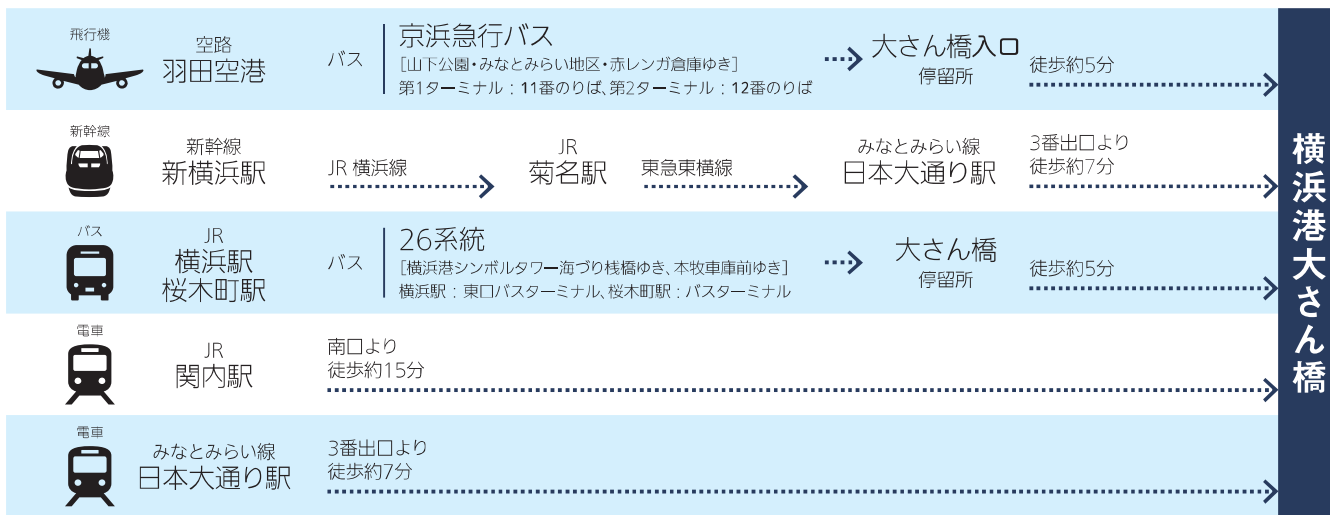 飛行機
空路
羽田空港
バス
京浜急行バス
［山下公園・みなとみらい地区・赤レンガ倉庫ゆき］
第1ターミナル：11番のりば、第2ターミナル：12番のりば
大さん橋入口
停留所
徒歩約5分
新幹線
新幹線
新横浜駅
JR 横浜線
JR
菊名駅
東急東横線
みなとみらい線
日本大通り駅
3番出口より
徒歩約7分
バス
JR
横浜駅
桜木町駅
バス
26系統
［横浜港シンボルタワー海づり桟橋ゆき、本牧車庫前ゆき］
横浜駅：東口バスターミナル、桜木町駅：バスターミナル
大さん橋
停留所
徒歩約5分
電車
JR
関内駅
南口より
徒歩約15分
電車
みなとみらい線
日本大通り駅
3番出口より
徒歩約7分
横浜港大さん橋